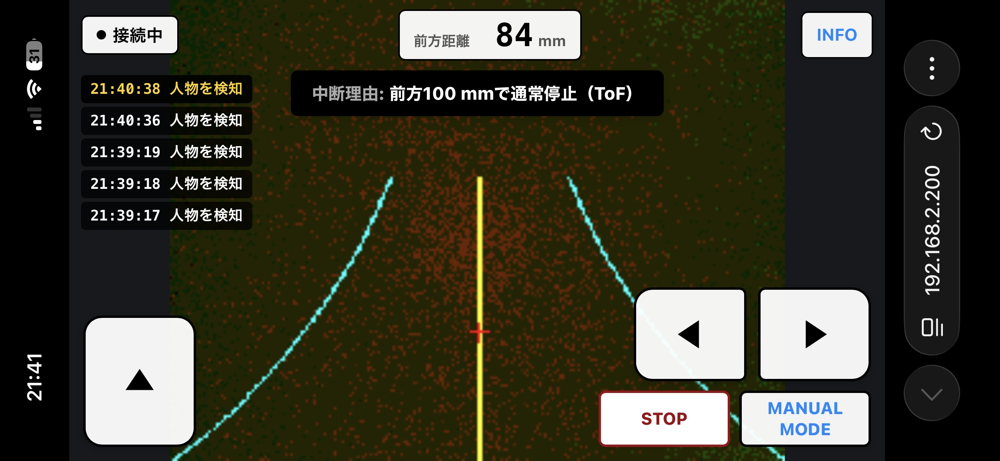 31
21:41
接続中
前方距離 84 mm
INFO
21:40:38 人物を検知
21:40:36 人物を検知
21:39:19 人物を検知
21:39:18 人物を検知
21:39:17 人物を検知
中断理由: 前方100 mmで通常停止（ToF）
STOP
MANUAL
MODE
192.168.2.200